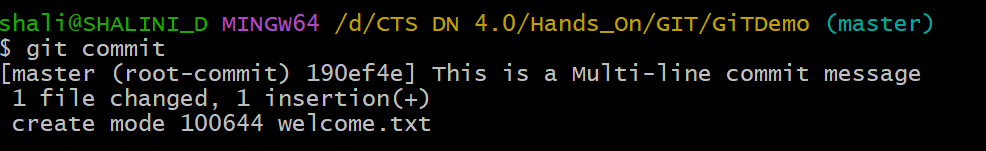 shali@SHALINI_D MINGW64 /d/CTS DN 4.0/Hands_On/GIT/GiTDemo (master)
$ git commit
[master (root-commit) 190ef4e] This is a Multi-line commit message
 1 file changed, 1 insertion(+)
 create mode 100644 welcome.txt